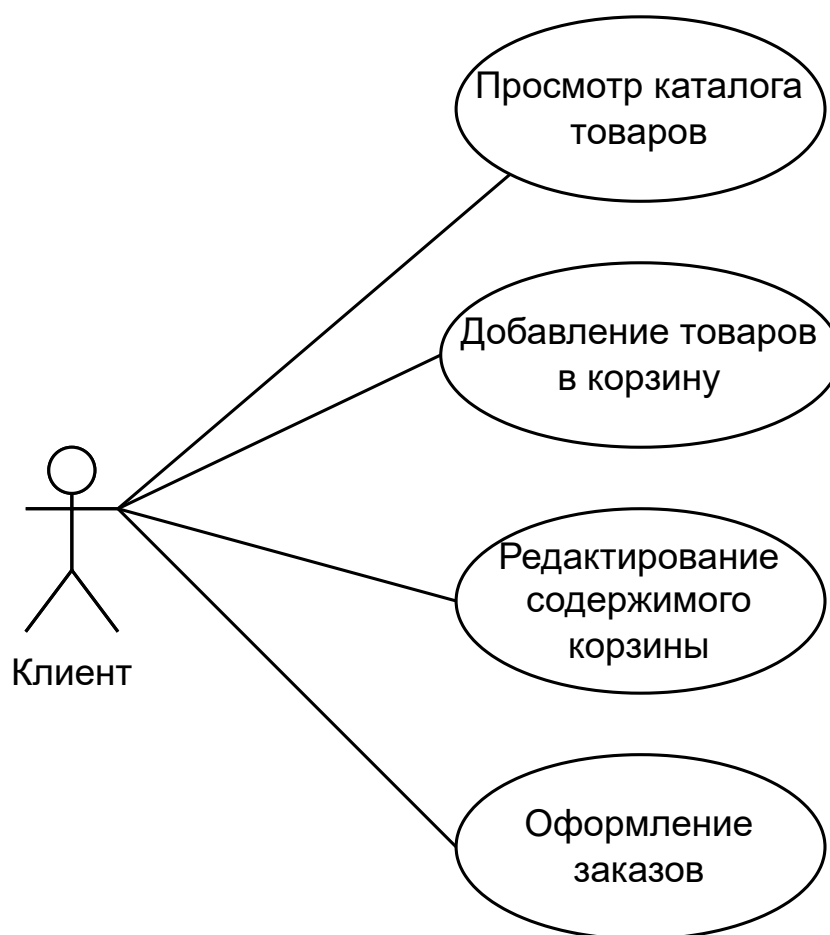 Просмотр каталога
товаров
Добавление товаров
в корзину
Редактирование
содержимого
корзины
Клиент
Оформление
заказов